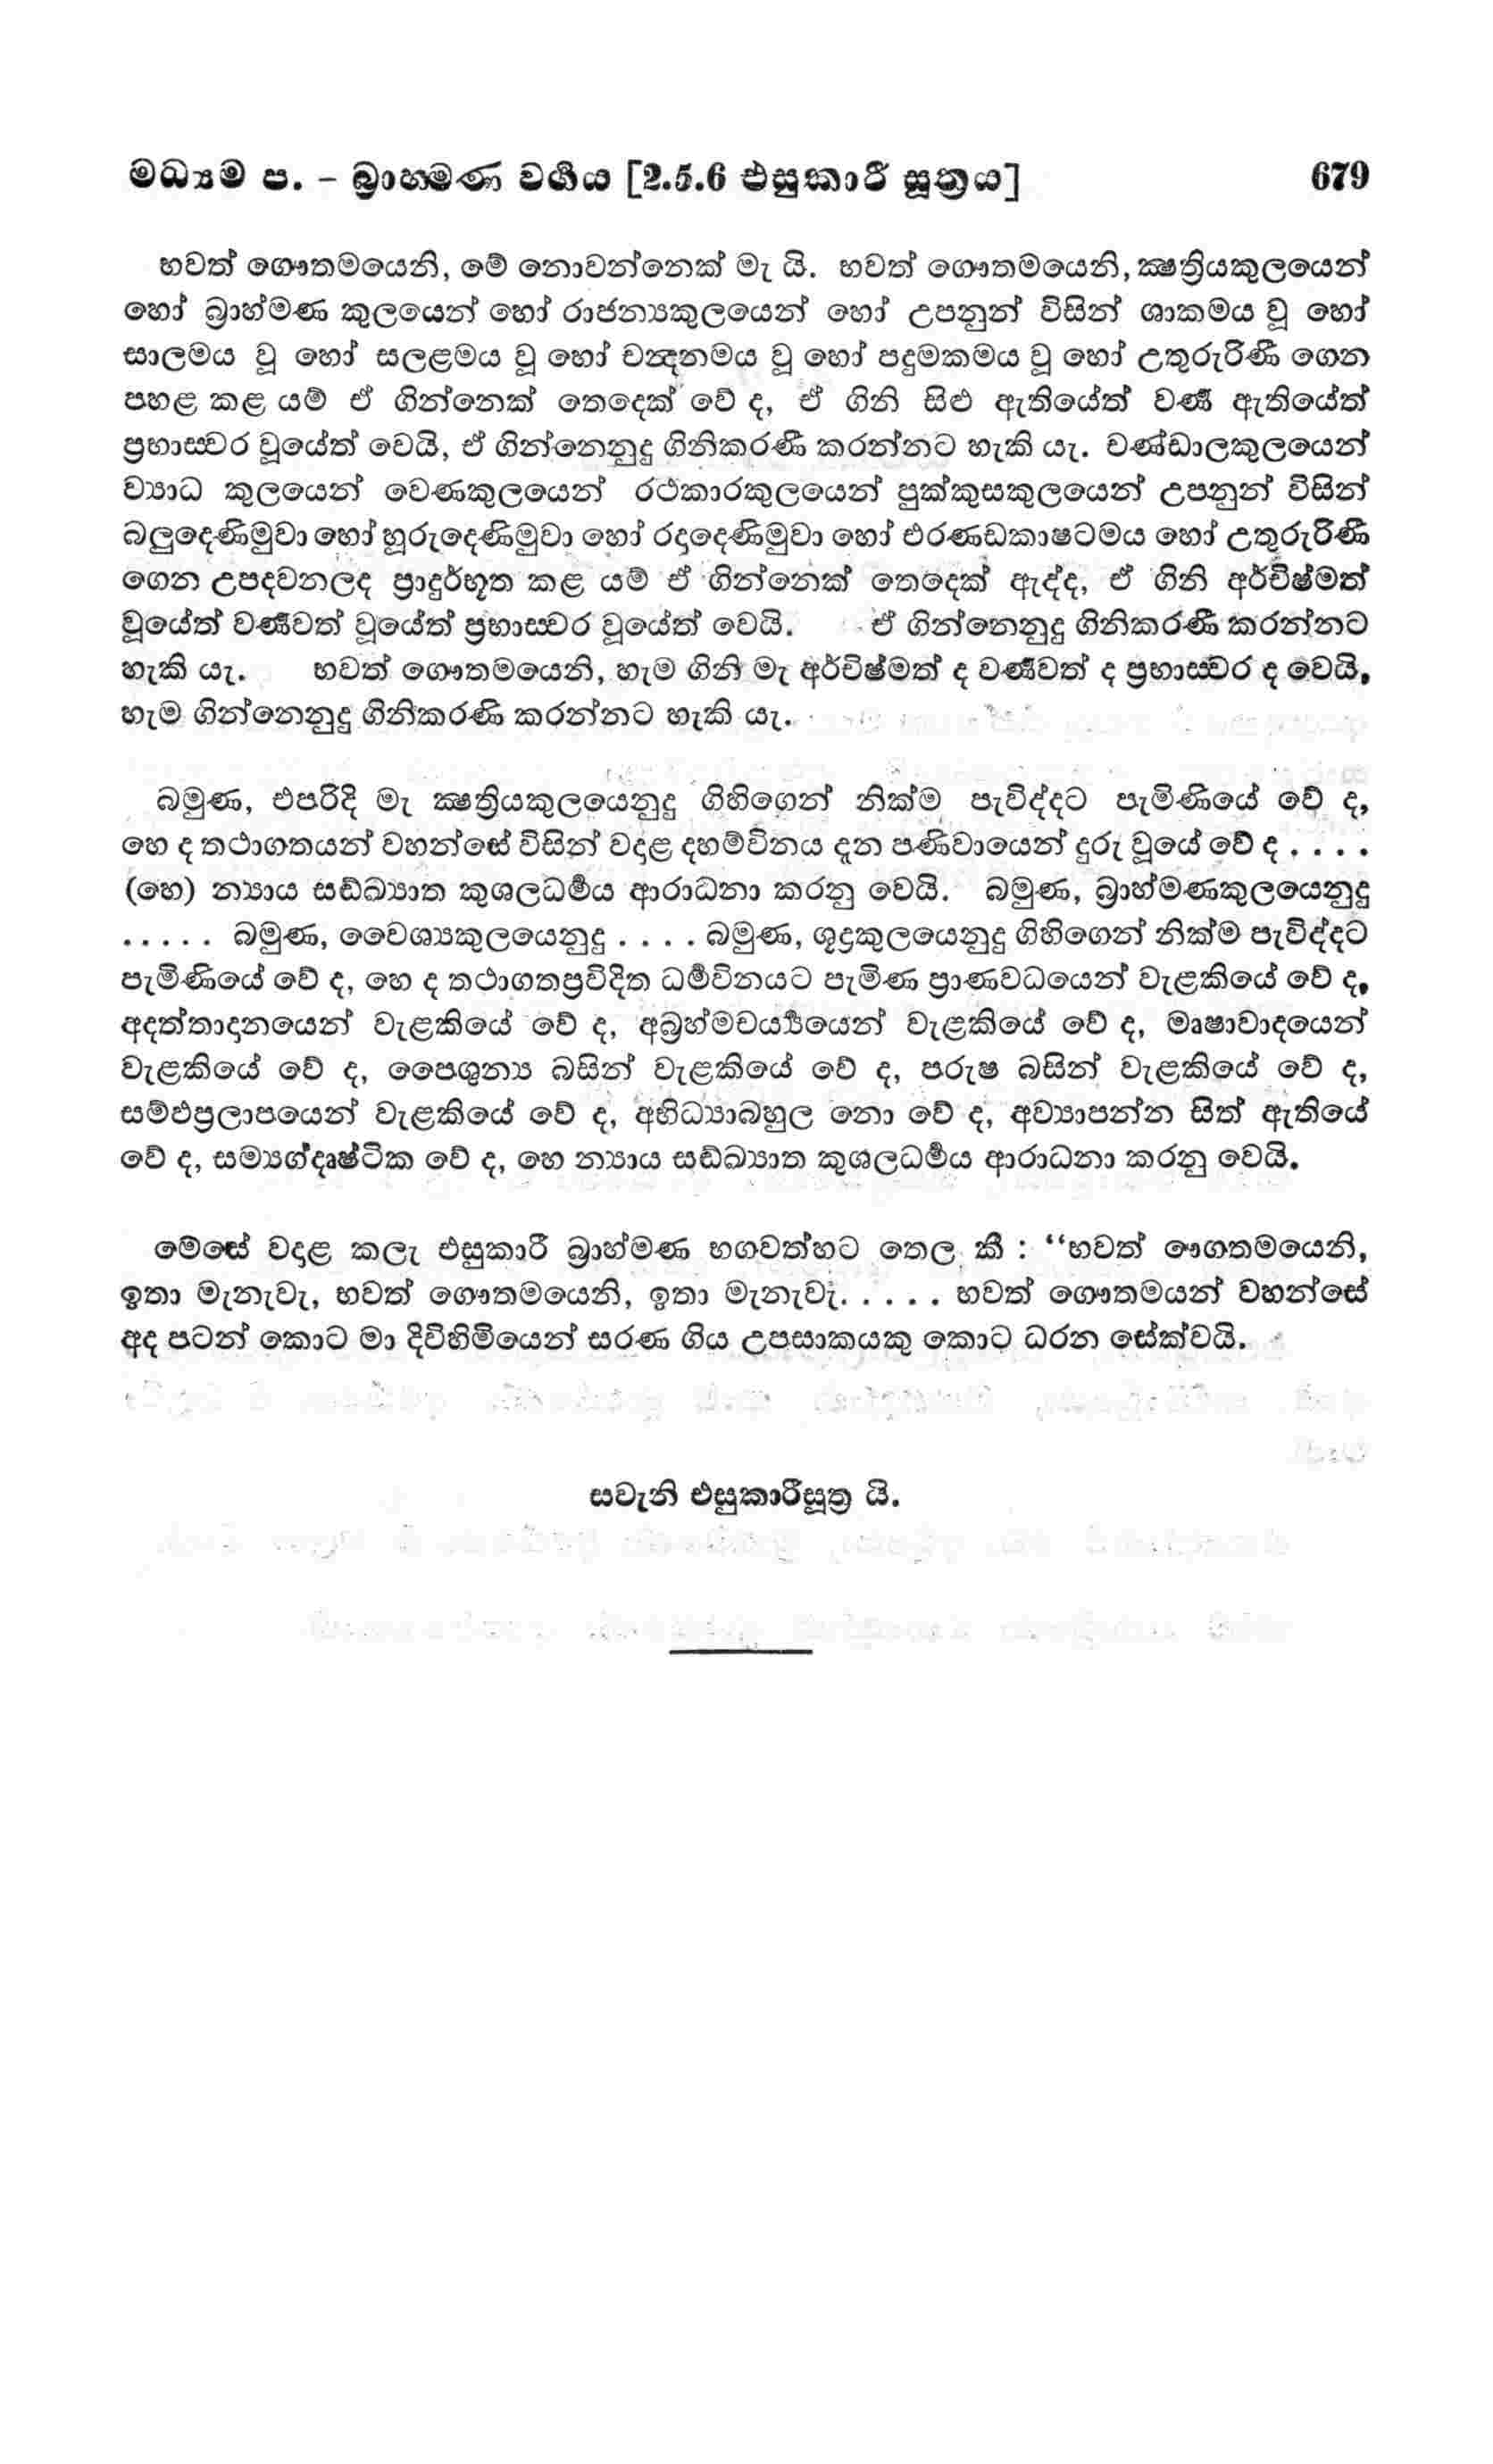 මධ්‍යම ප. - බ්‍රාහ්මණ වර්‍ගය [2.5.6 එසුකාරී සූත්‍රය] 679
භවත් ගෞතමයෙනි, මේ නොවන්නෙක් මැ යි. භවත් ගෞතමයෙනි, ක්‍ෂත්‍රියකුලයෙන්
හෝ බ්‍රාහ්මණ කුලයෙන් හෝ රාජන්‍යකුලයෙන් හෝ උපනුන් විසින් ශාකමය වූ හෝ
සාලමය වූ හෝ සලළමය වූ හෝ චන්‍දනමය වූ හෝ පදුමකමය වූ හෝ උතුරුරිණී ගෙන
පහළ කළ යම් ඒ ගින්නෙක් තෙදෙක් වේ ද, ඒ ගිනි සිළු ඇතියේත් වර්‍ණ ඇතියේත්
ප්‍රභාස්වර වූයේත් වෙයි, ඒ ගින්නෙනුදු ගිනිකරණී කරන්නට හැකි යැ. චණ්ඩාලකුලයෙන්
ව්‍යාධ කුලයෙන් වෙණකුලයෙන් රථකාරකුලයෙන් පුක්කුසකුලයෙන් උපනුන් විසින්
බලුදෙණිමුවා හෝ හූරුදෙණිමුවා හෝ රදාදෙණිමුවා හෝ එරණ්ඩකාෂ්ටමය හෝ උතුරුරිණී
ගෙන උපදවනලද ප්‍රාදුර්භූත කළ යම් ඒ ගින්නෙක් තෙදෙක් ඇද්ද, ඒ ගිනි අර්චිෂ්මත්
වූයේත් වර්‍ණවත් වූයේත් ප්‍රභාස්වර වූයේත් වෙයි. ඒ ගින්නෙනුදු ගිනිකරණී කරන්නට
හැකි යැ. භවත් ගෞතමයෙනි, හැම ගිනි මැ අර්චිෂ්මත් ද වර්‍ණවත් ද ප්‍රභාස්වර ද වෙයි,
හැම ගින්නෙනුදු ගිනිකරණි කරන්නට හැකි යැ.
බමුණ, එපරිදි මැ ක්‍ෂත්‍රියකුලයෙනුදු ගිහිගෙන් නික්ම පැවිද්දට පැමිණියේ වේ ද,
හෙ ද තථාගතයන් වහන්සේ විසින් වදාළ දහම්විනය දැන පණිවායෙන් දුරු වූයේ වේ ද . . . .
(හෙ) න්‍යාය සඞ්ඛ්‍යාත කුශලධර්‍මය ආරාධනා කරනු වෙයි. බමුණ, බ්‍රාහ්මණකුලයෙනුදු
. . . . . බමුණ, වෛශ්‍යකුලයෙනුදු . . . . බමුණ, ශූද්‍රකුලයෙනුදු ගිහිගෙන් නික්ම පැවිද්දට
පැමිණියේ වේ ද, හෙ ද තථාගතප්‍රවිදිත ධර්‍මවිනයට පැමිණ ප්‍රාණවධයෙන් වැළකියේ වේ ද,
අදත්තාදානයෙන් වැළකියේ වේ ද, අබ්‍රහ්මචර්‍ය්‍යයෙන් වැළකියේ වේ ද, මෘෂාවාදයෙන්
වැළකියේ වේ ද, පෛශුන්‍ය බසින් වැළකියේ වේ ද, පරුෂ බසින් වැළකියේ වේ ද,
සම්ඵප්‍රලාපයෙන් වැළකියේ වේ ද, අභිධ්‍යාබහුල නො වේ ද, අව්‍යාපන්න සිත් ඇතියේ
වේ ද, සම්‍යග්දෘෂ්ටික වේ ද, හෙ න්‍යාය සඞ්ඛ්‍යාත කුශලධර්‍මය ආරාධනා කරනු වෙයි.
මෙසේ වදාළ කලැ එසුකාරී බ්‍රාහ්මණ භගවත්හට තෙල කී : “භවත් ගෞතමයෙනි,
ඉතා මැනැවැ, භවත් ගෞතමයෙනි, ඉතා මැනැවැ. . . . . භවත් ගෞතමයන් වහන්සේ
අද පටන් කොට මා දිවිහිමියෙන් සරණ ගිය උපසාකයකු කොට ධරන සේක්වයි.
සවැනි එසුකාරීසූත්‍ර යි.